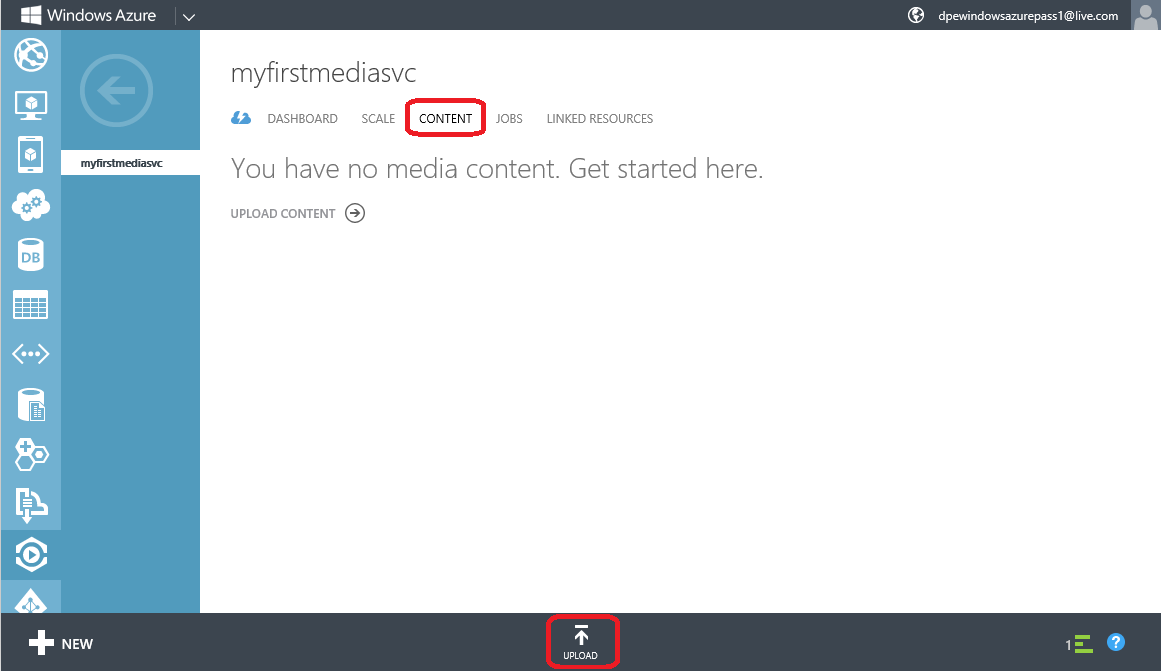 Windows Azure
dpewindowsazurepass1@live.com
myfirstmediasvc
DASHBOARD SCALE CONTENT JOBS LINKED RESOURCES
myfirstmediasvc
You have no media content. Get started here.
UPLOAD CONTENT
DB
NEW
UPLOAD
1
?